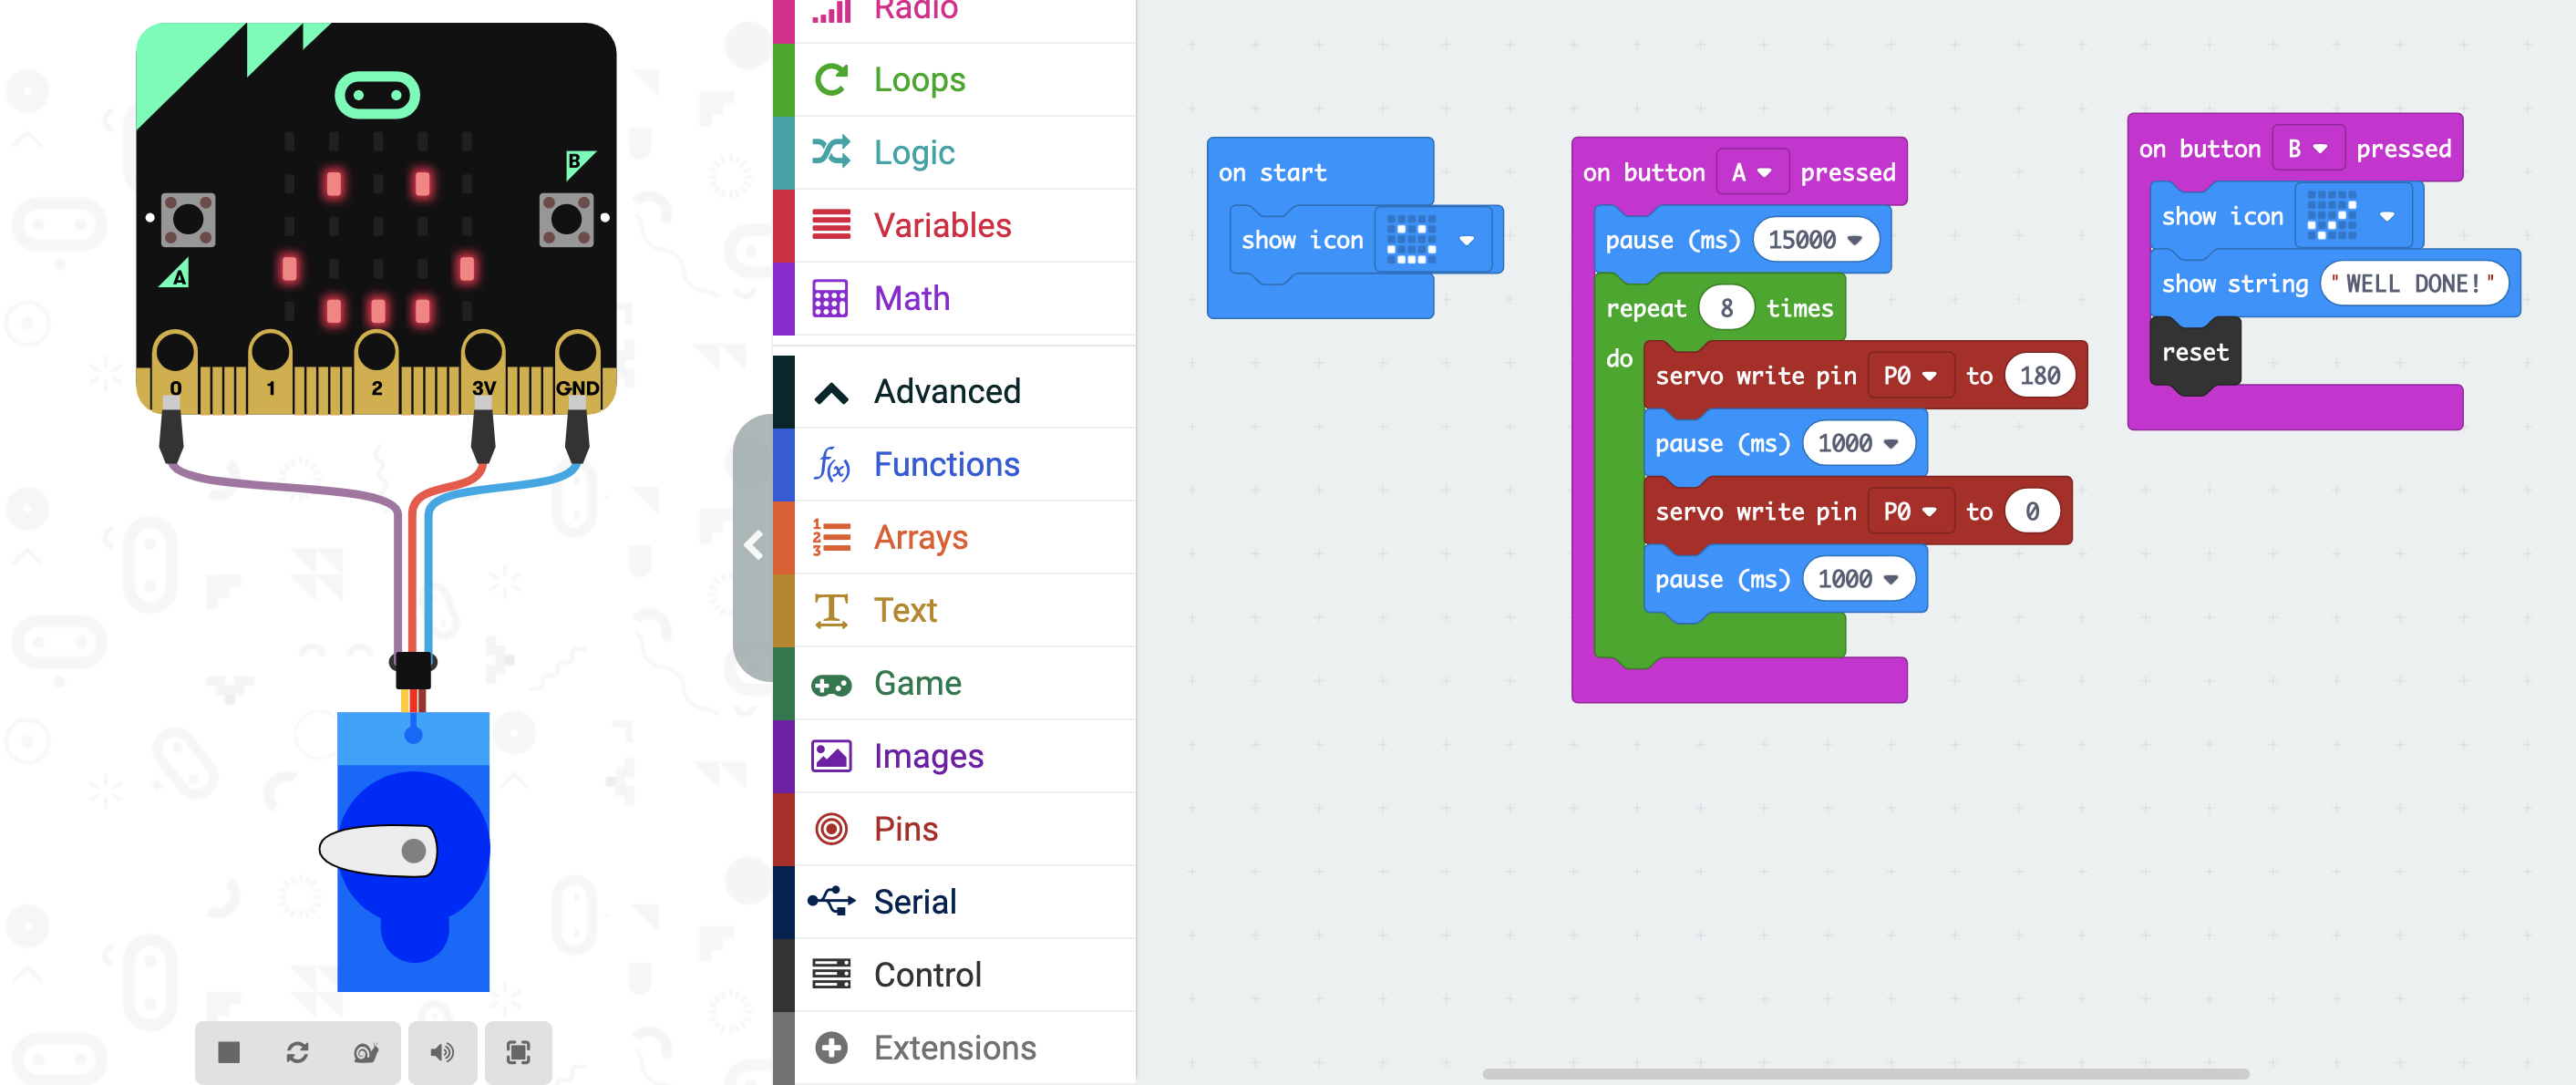 B
A
0 1 2 3V GND
Radio
Loops
Logic
Variables
Math
Advanced
f(x) Functions
1 2 3 Arrays
T Text
Game
Images
Pins
Serial
Control
Extensions
on start
show icon
on button A pressed
pause (ms) 15000
repeat 8 times
do
servo write pin P0 to 180
pause (ms) 1000
servo write pin P0 to 0
pause (ms) 1000
on button B pressed
show icon
show string "WELL DONE!"
reset